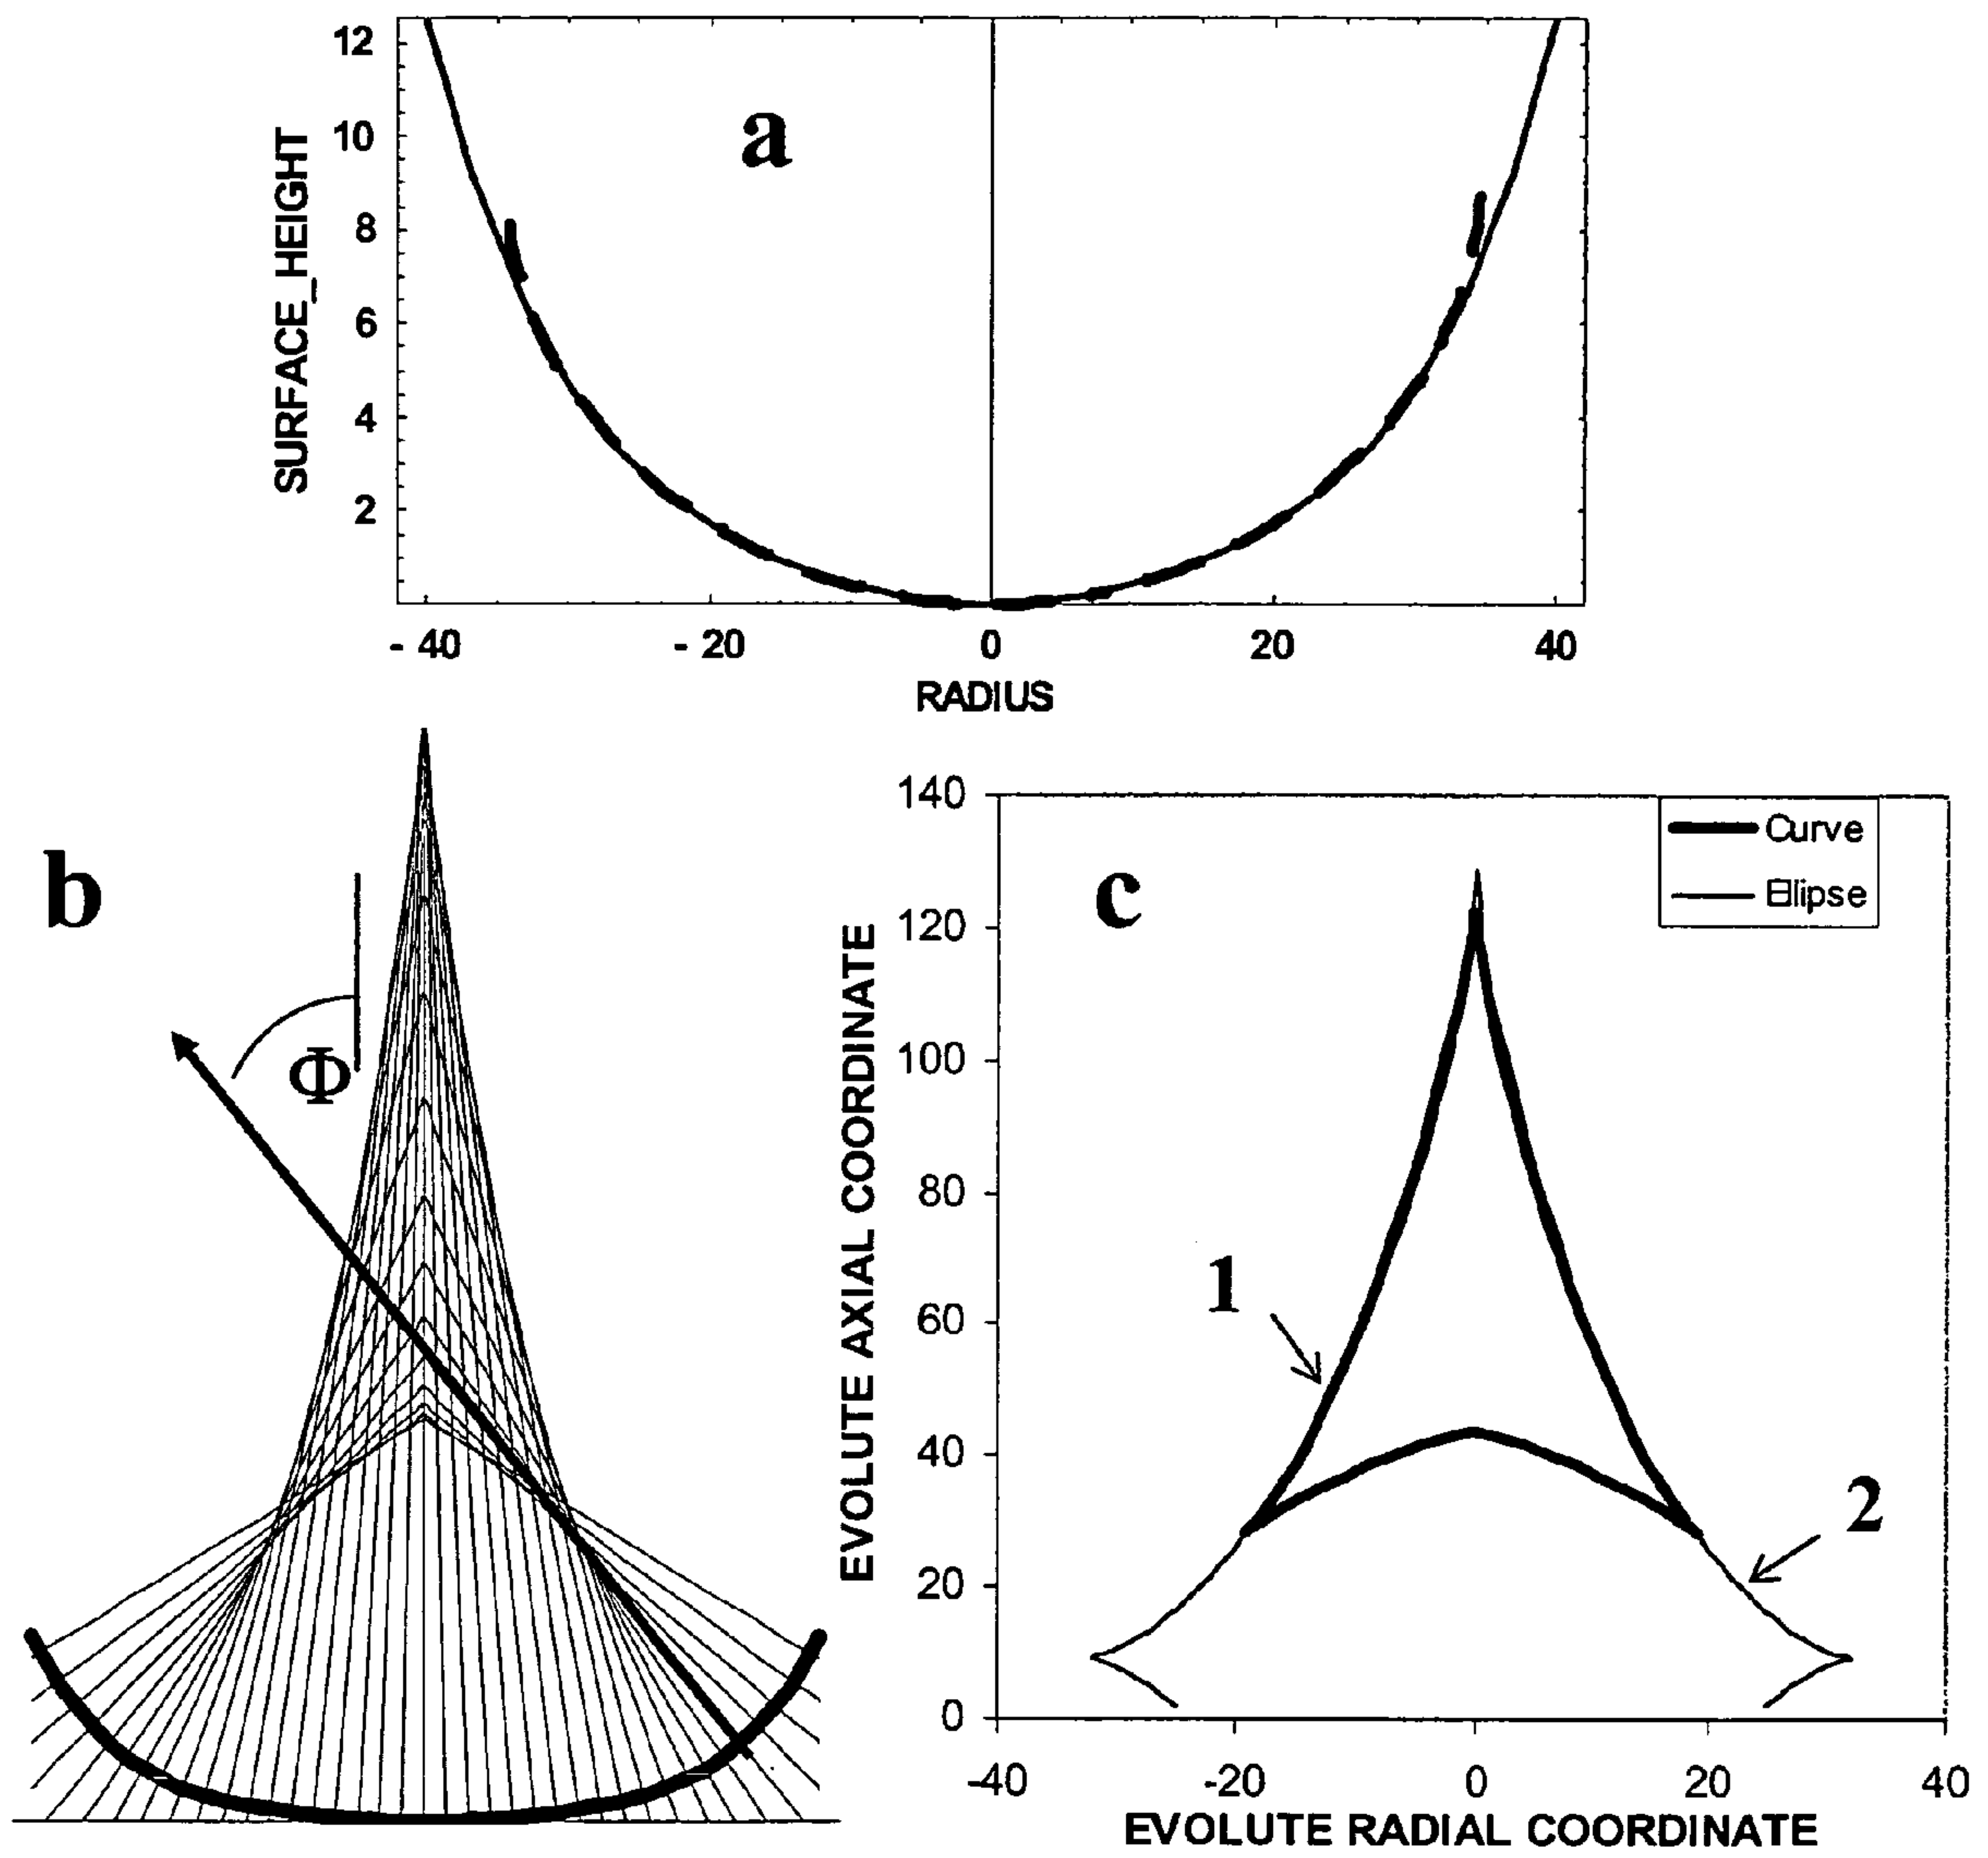 12
10
8
6
4
2
SURFACE_HEIGHT
a
- 40
- 20
0
20
40
RADIUS
b
Φ
c
140
120
100
80
60
40
20
0
EVOLUTE AXIAL COORDINATE
Curve
Elipse
1
2
-40
-20
0
20
40
EVOLUTE RADIAL COORDINATE